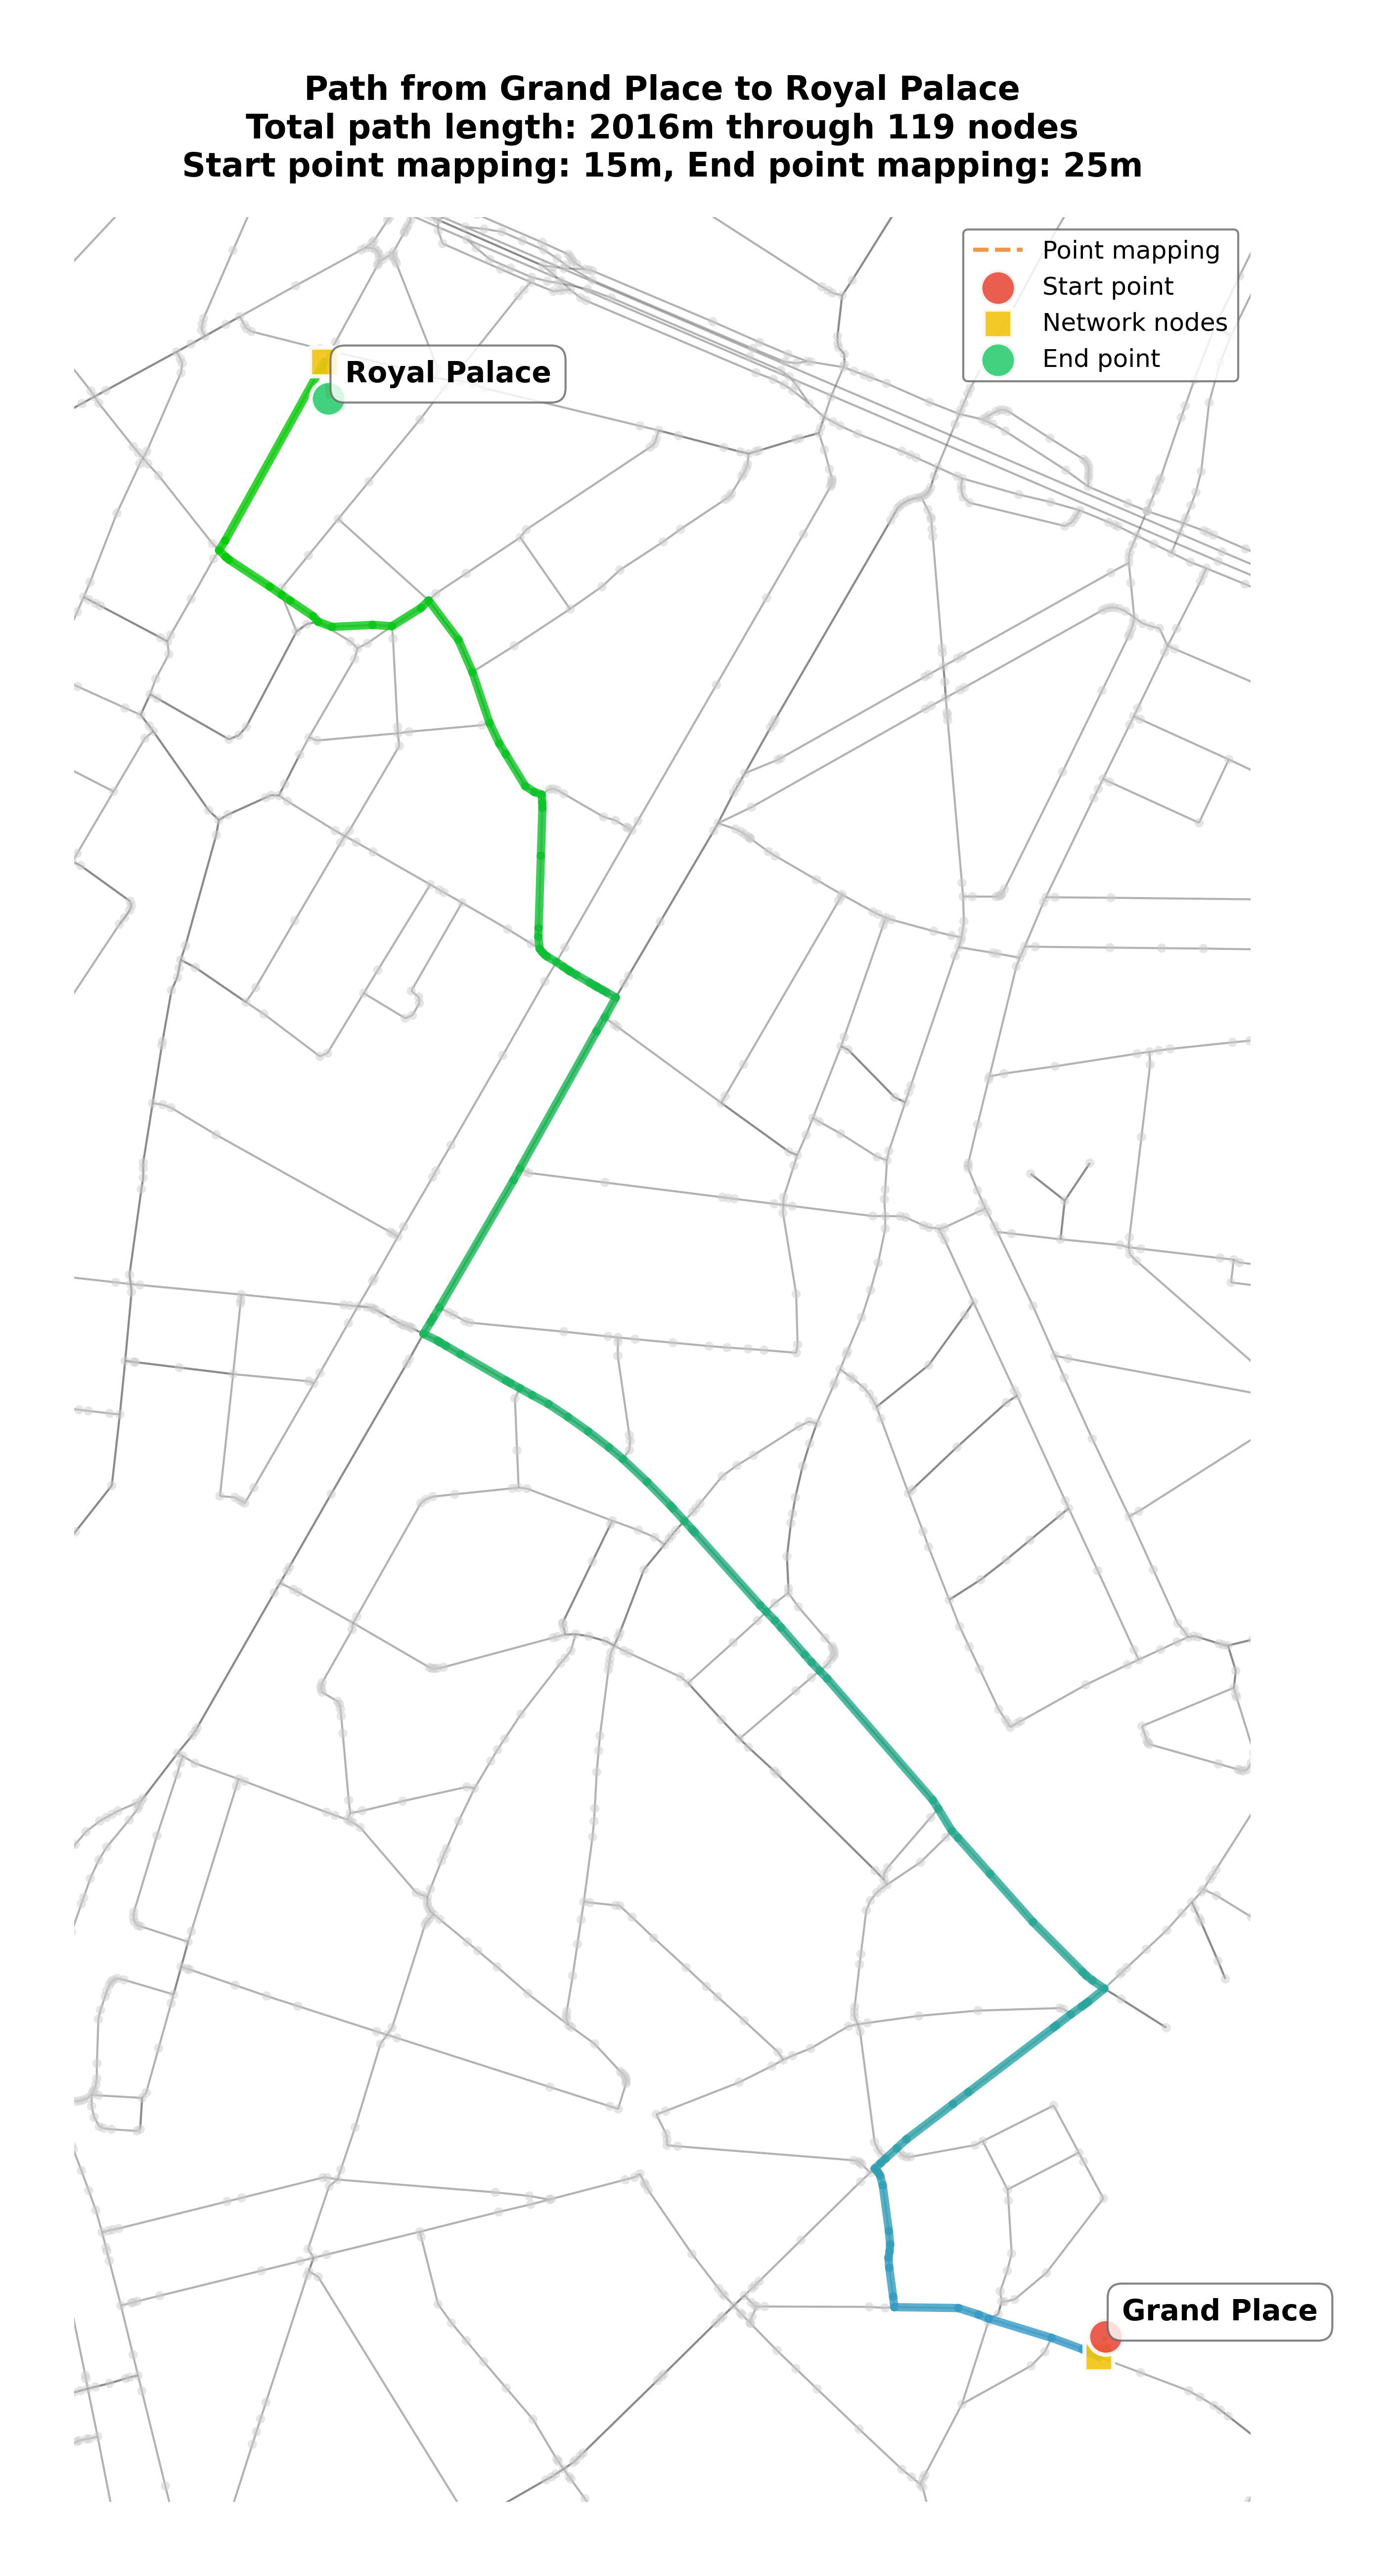 Path from Grand Place to Royal Palace
Total path length: 2016m through 119 nodes
Start point mapping: 15m, End point mapping: 25m
Point mapping
Start point
Network nodes
End point
Royal Palace
Grand Place